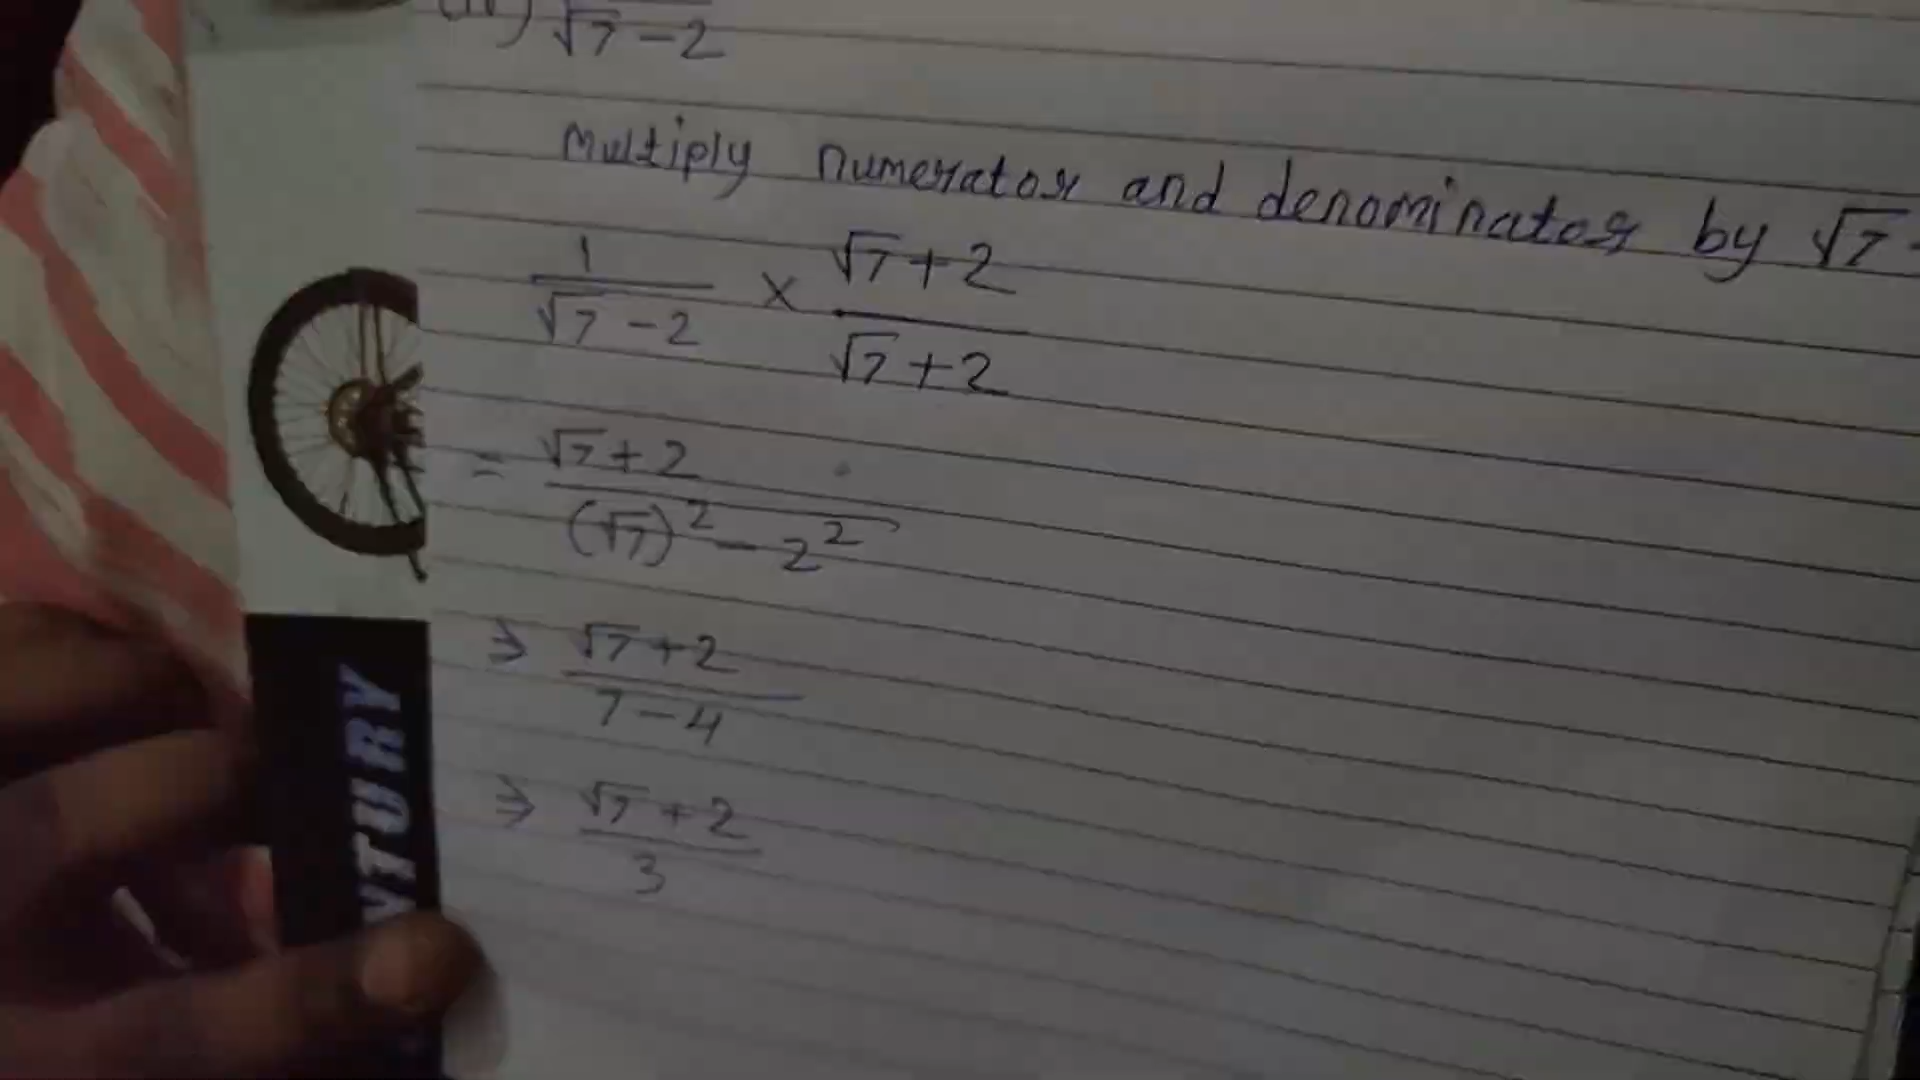 √7 - 2
Multiply numerator and denominator by √7
1/(√7 - 2) × (√7 + 2)/(√7 + 2)
= (√7 + 2)/((√7)² - 2²)
⇒ (√7 + 2)/(7 - 4)
⇒ (√7 + 2)/3
NTURY